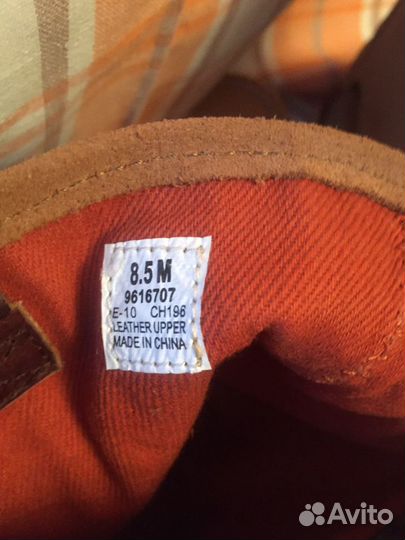 8.5 M
9616707
E-10 CH196
LEATHER UPPER
MADE IN CHINA
Avito